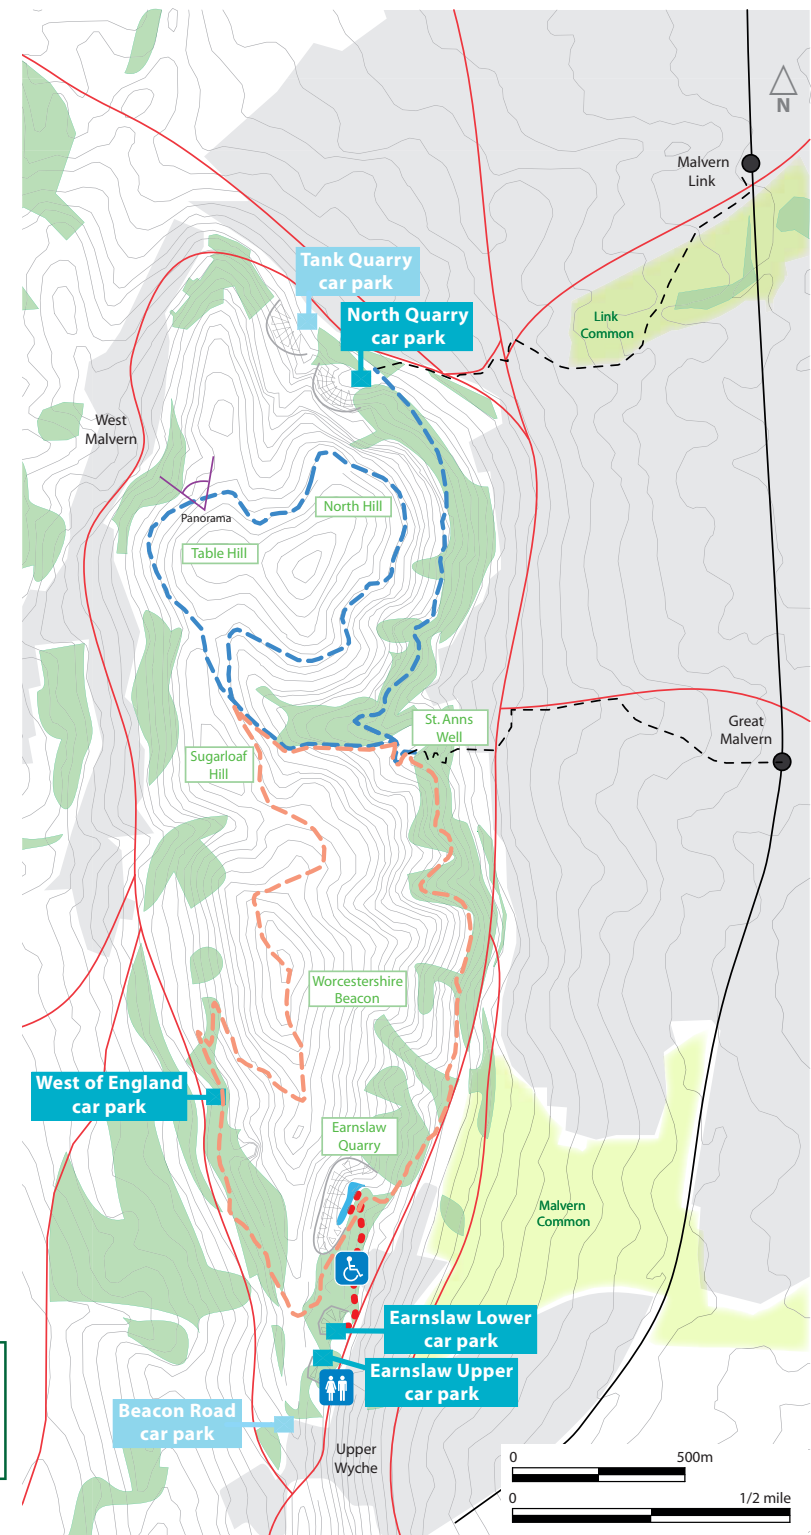 N
Malvern
Link
Tank Quarry
car park
North Quarry
car park
Link
Common
West
Malvern
Panorama
North Hill
Table Hill
St. Anns
Well
Great
Malvern
Sugarloaf
Hill
Worcestershire
Beacon
West of England
car park
Earnslaw
Quarry
Malvern
Common
Earnslaw Lower
car park
Earnslaw Upper
car park
Beacon Road
car park
Upper
Wyche
0 500m
0 1/2 mile